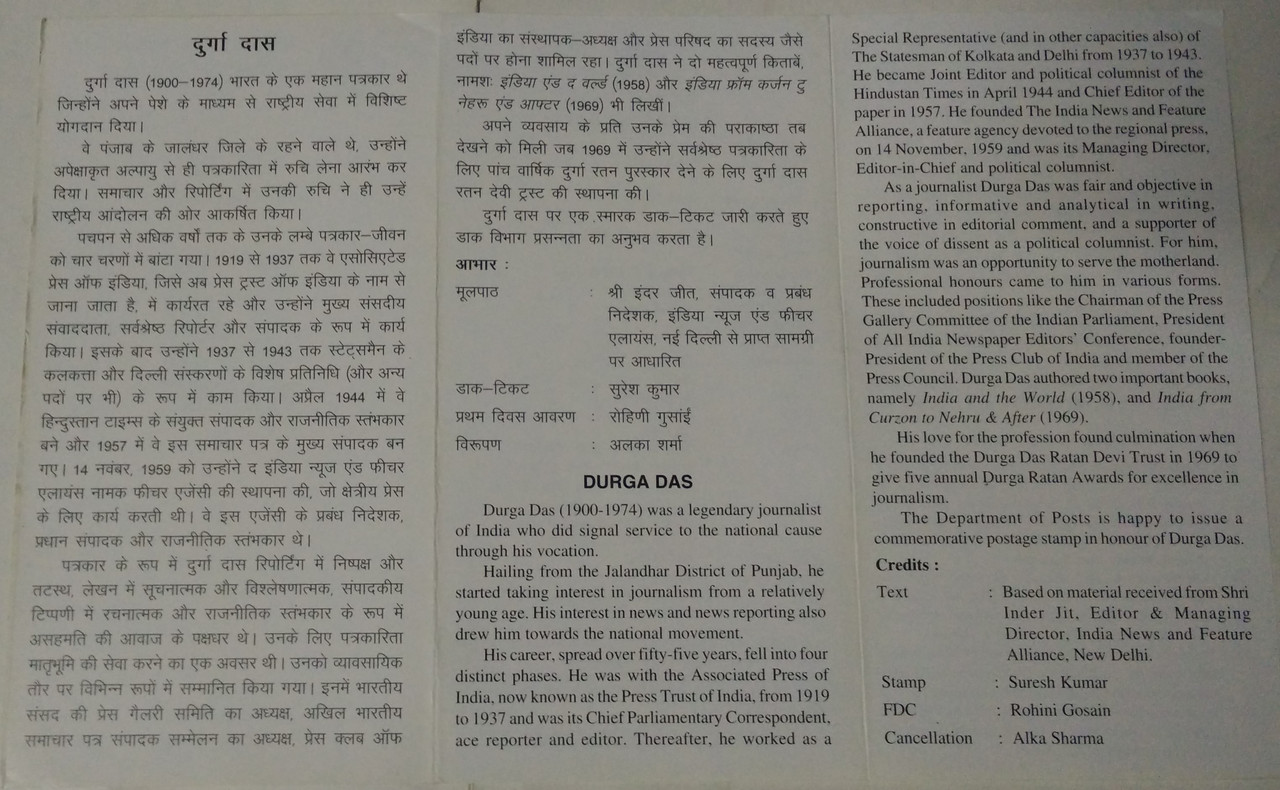 दुर्गा दास
दुर्गा दास (1900–1974) भारत के एक महान पत्रकार थे
जिन्होंने अपने पेशे के माध्यम से राष्ट्रीय सेवा में विशिष्ट
योगदान दिया।
वे पंजाब के जालंधर जिले के रहने वाले थे, उन्होंने
अपेक्षाकृत अल्पायु से ही पत्रकारिता में रुचि लेना आरंभ कर
दिया। समाचार और रिपोर्टिंग में उनकी रुचि ने ही उन्हें
राष्ट्रीय आंदोलन की ओर आकर्षित किया।
पचपन से अधिक वर्षों तक के उनके लम्बे पत्रकार–जीवन
को चार चरणों में बांटा गया। 1919 से 1937 तक वे एसोसिएटेड
प्रेस ऑफ इंडिया, जिसे अब प्रेस ट्रस्ट ऑफ इंडिया के नाम से
जाना जाता है, में कार्यरत रहे और उन्होंने मुख्य संसदीय
संवाददाता, सर्वश्रेष्ठ रिपोर्टर और संपादक के रूप में कार्य
किया। इसके बाद उन्होंने 1937 से 1943 तक स्टेट्समैन के
कलकत्ता और दिल्ली संस्करणों के विशेष प्रतिनिधि (और अन्य
पदों पर भी) के रूप में काम किया। अप्रैल 1944 में वे
हिन्दुस्तान टाइम्स के संयुक्त संपादक और राजनीतिक स्तंभकार
बने और 1957 में वे इस समाचार पत्र के मुख्य संपादक बन
गए। 14 नवंबर, 1959 को उन्होंने द इंडिया न्यूज एंड फीचर
एलायंस नामक फीचर एजेंसी की स्थापना की, जो क्षेत्रीय प्रेस
के लिए कार्य करती थी। वे इस एजेंसी के प्रबंध निदेशक,
प्रधान संपादक और राजनीतिक स्तंभकार थे।
पत्रकार के रूप में दुर्गा दास रिपोर्टिंग में निष्पक्ष और
तटस्थ, लेखन में सूचनात्मक और विश्लेषणात्मक, संपादकीय
टिप्पणी में रचनात्मक और राजनीतिक स्तंभकार के रूप में
असहमति की आवाज के पक्षधर थे। उनके लिए पत्रकारिता
मातृभूमि की सेवा करने का एक अवसर थी। उनको व्यावसायिक
तौर पर विभिन्न रूपों में सम्मानित किया गया। इनमें भारतीय
संसद की प्रेस गैलरी समिति का अध्यक्ष, अखिल भारतीय
समाचार पत्र संपादक सम्मेलन का अध्यक्ष, प्रेस क्लब ऑफ
इंडिया का संस्थापक–अध्यक्ष और प्रेस परिषद का सदस्य जैसे
पदों पर होना शामिल रहा। दुर्गा दास ने दो महत्वपूर्ण किताबें,
नामशः इंडिया एंड द वर्ल्ड (1958) और इंडिया फ्रॉम कर्जन टु
नेहरू एंड आफ्टर (1969) भी लिखीं।
अपने व्यवसाय के प्रति उनके प्रेम की पराकाष्ठा तब
देखने को मिली जब 1969 में उन्होंने सर्वश्रेष्ठ पत्रकारिता के
लिए पांच वार्षिक दुर्गा रतन पुरस्कार देने के लिए दुर्गा दास
रतन देवी ट्रस्ट की स्थापना की।
दुर्गा दास पर एक स्मारक डाक–टिकट जारी करते हुए
डाक विभाग प्रसन्नता का अनुभव करता है।
आभार :
मूलपाठ : श्री इंदर जीत, संपादक व प्रबंध
निदेशक, इंडिया न्यूज एंड फीचर
एलायंस, नई दिल्ली से प्राप्त सामग्री
पर आधारित
डाक–टिकट : सुरेश कुमार
प्रथम दिवस आवरण : रोहिणी गुसांईं
विरूपण : अलका शर्मा
DURGA DAS
Durga Das (1900-1974) was a legendary journalist
of India who did signal service to the national cause
through his vocation.
Hailing from the Jalandhar District of Punjab, he
started taking interest in journalism from a relatively
young age. His interest in news and news reporting also
drew him towards the national movement.
His career, spread over fifty-five years, fell into four
distinct phases. He was with the Associated Press of
India, now known as the Press Trust of India, from 1919
to 1937 and was its Chief Parliamentary Correspondent,
ace reporter and editor. Thereafter, he worked as a
Special Representative (and in other capacities also) of
The Statesman of Kolkata and Delhi from 1937 to 1943.
He became Joint Editor and political columnist of the
Hindustan Times in April 1944 and Chief Editor of the
paper in 1957. He founded The India News and Feature
Alliance, a feature agency devoted to the regional press,
on 14 November, 1959 and was its Managing Director,
Editor-in-Chief and political columnist.
As a journalist Durga Das was fair and objective in
reporting, informative and analytical in writing,
constructive in editorial comment, and a supporter of
the voice of dissent as a political columnist. For him,
journalism was an opportunity to serve the motherland.
Professional honours came to him in various forms.
These included positions like the Chairman of the Press
Gallery Committee of the Indian Parliament, President
of All India Newspaper Editors' Conference, founder-
President of the Press Club of India and member of the
Press Council. Durga Das authored two important books,
namely India and the World (1958), and India from
Curzon to Nehru & After (1969).
His love for the profession found culmination when
he founded the Durga Das Ratan Devi Trust in 1969 to
give five annual Durga Ratan Awards for excellence in
journalism.
The Department of Posts is happy to issue a
commemorative postage stamp in honour of Durga Das.
Credits :
Text : Based on material received from Shri
Inder Jit, Editor & Managing
Director, India News and Feature
Alliance, New Delhi.
Stamp : Suresh Kumar
FDC : Rohini Gosain
Cancellation : Alka Sharma